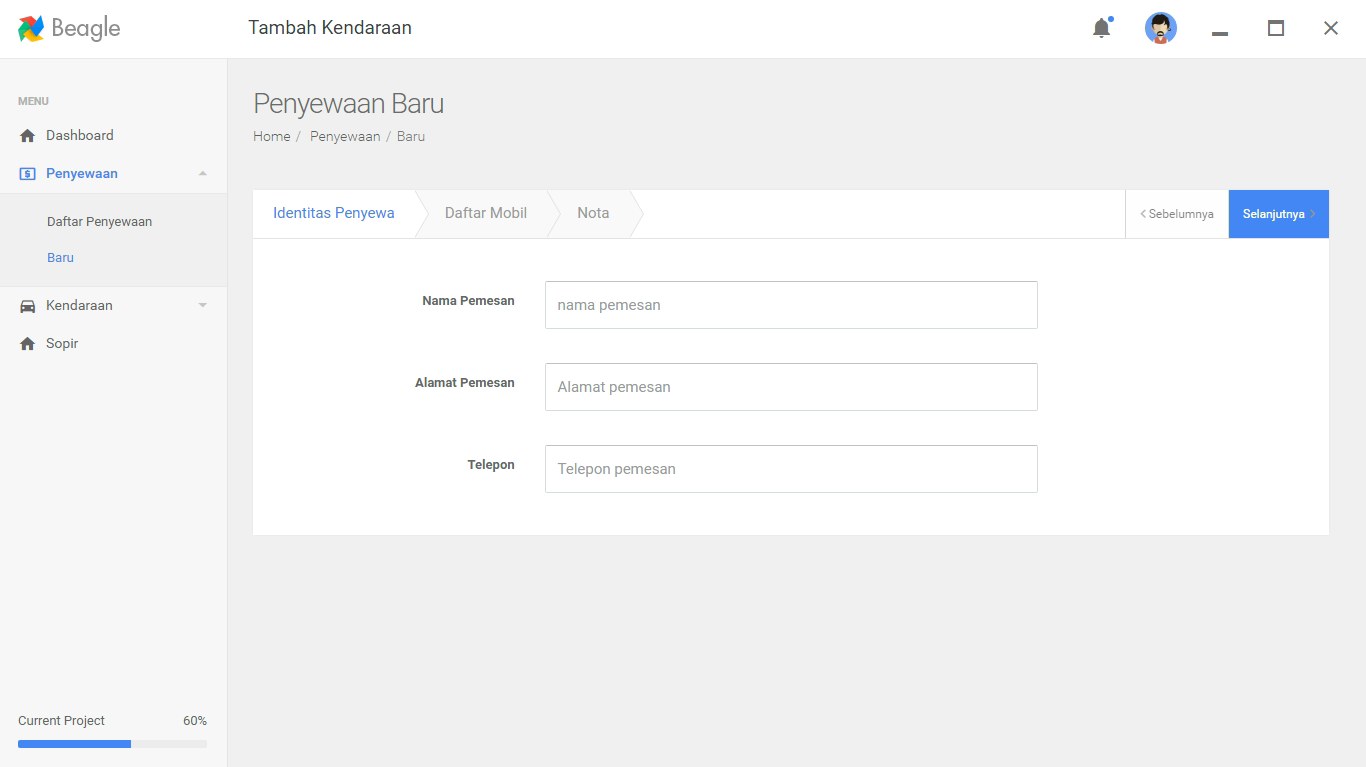 Beagle
Tambah Kendaraan
MENU
Dashboard
Penyewaan
Daftar Penyewaan
Baru
Kendaraan
Sopir
Current Project 60%
Penyewaan Baru
Home / Penyewaan / Baru
Identitas Penyewa
Daftar Mobil
Nota
Sebelumnya
Selanjutnya
Nama Pemesan
nama pemesan
Alamat Pemesan
Alamat pemesan
Telepon
Telepon pemesan